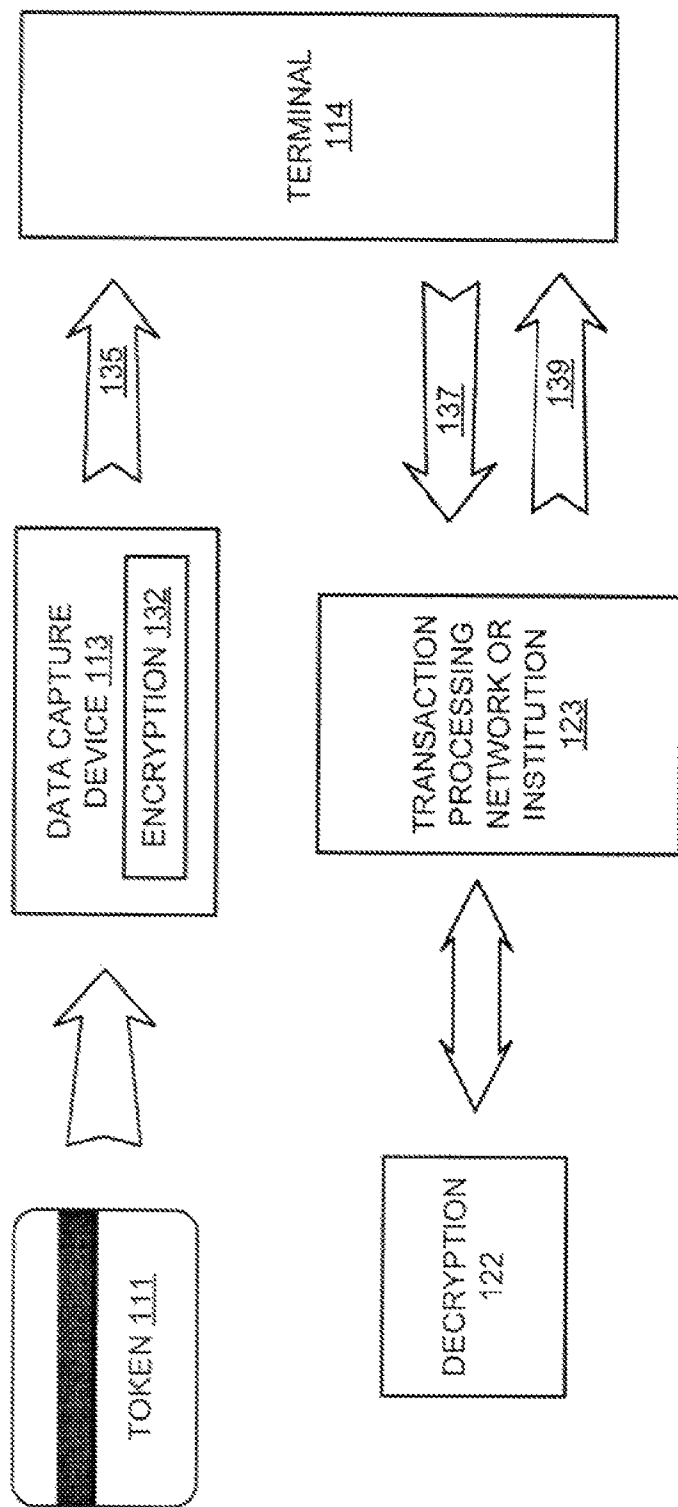 TOKEN 111
DATA CAPTURE
DEVICE 113
ENCRYPTION 132
135
TERMINAL
114
DECRYPTION
122
TRANSACTION
PROCESSING
NETWORK OR
INSTITUTION
123
137
139